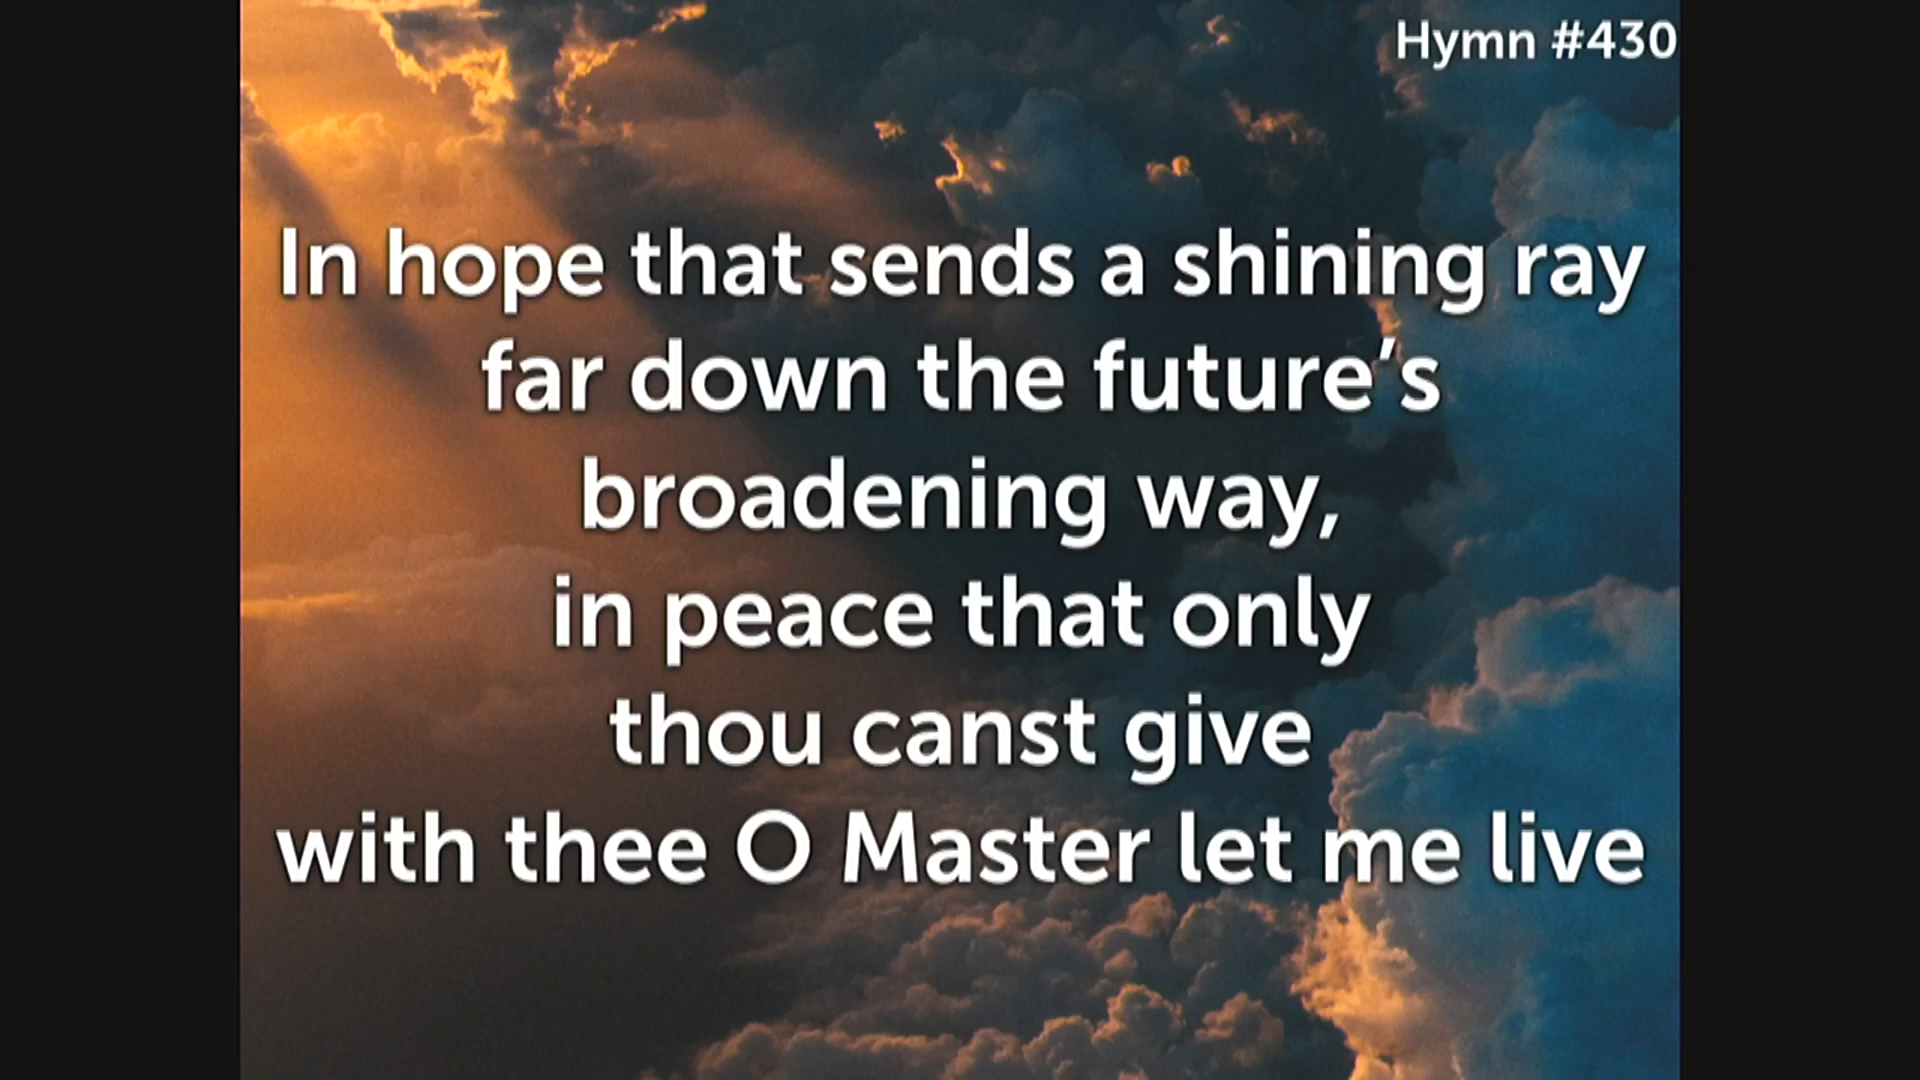 Hymn #430
In hope that sends a shining ray
far down the future’s
broadening way,
in peace that only
thou canst give
with thee O Master let me live